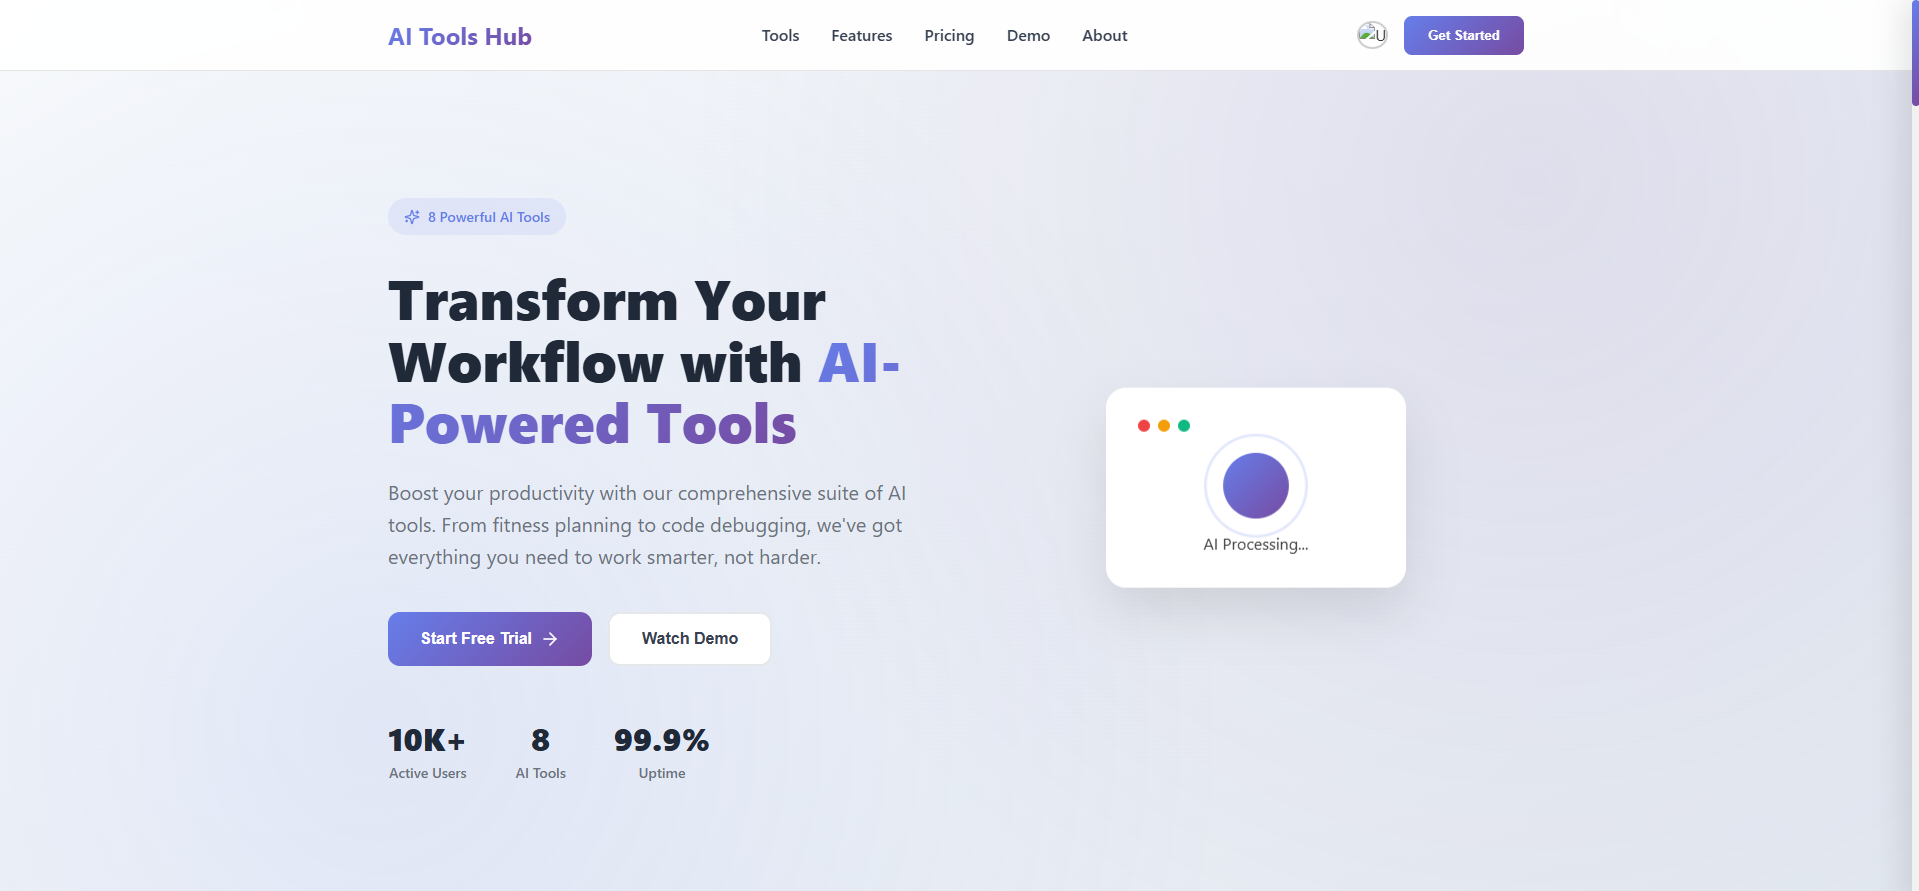 AI Tools Hub
Tools
Features
Pricing
Demo
About
U
Get Started
8 Powerful AI Tools
Transform Your
Workflow with AI-
Powered Tools
Boost your productivity with our comprehensive suite of AI
tools. From fitness planning to code debugging, we've got
everything you need to work smarter, not harder.
Start Free Trial
Watch Demo
10K+
Active Users
8
AI Tools
99.9%
Uptime
AI Processing...